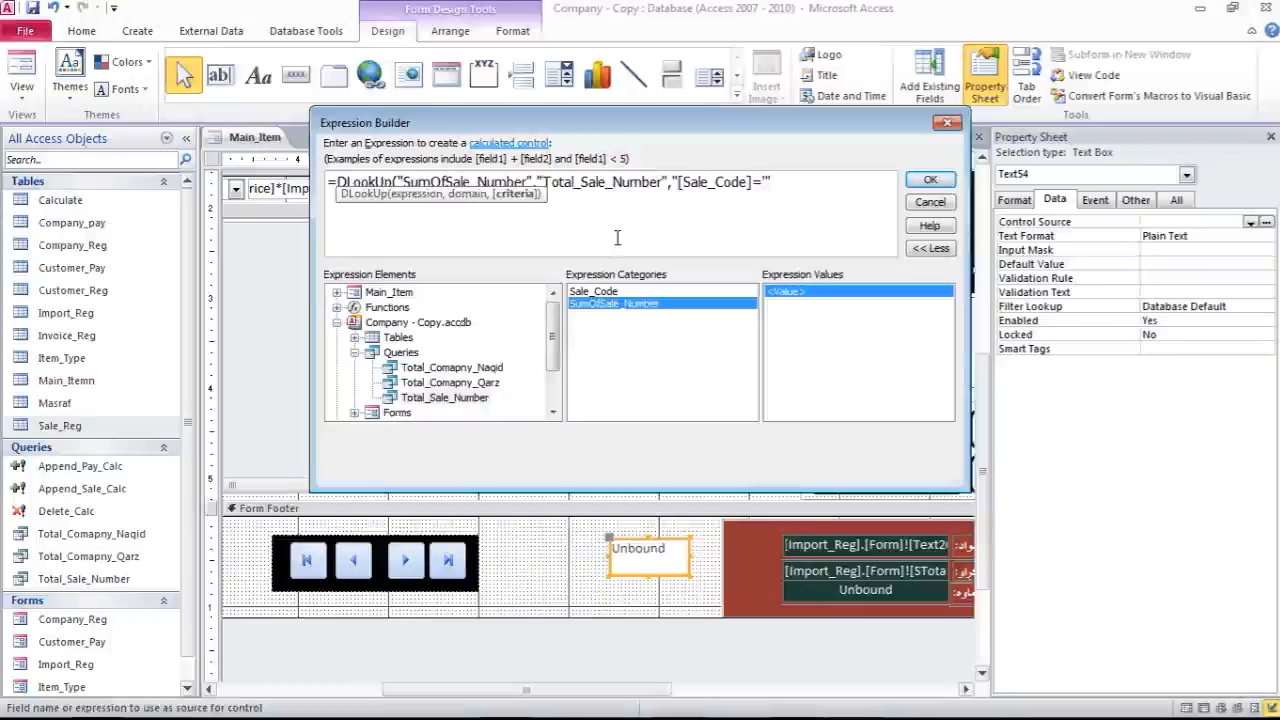 Form Design Tools
Company - Copy : Database (Access 2007 - 2010) - Microsoft Access
File
Home
Create
External Data
Database Tools
Design
Arrange
Format
View
Themes
Colors
Fonts
ab|
Aa
XXXX
XYZ
Insert Image
Logo
Title
Date and Time
Add Existing Fields
Property Sheet
Tab Order
Subform in New Window
View Code
Convert Form's Macros to Visual Basic
Views
Themes
Tools
All Access Objects
Search...
Tables
Calculate
Company_pay
Company_Reg
Customer_Pay
Customer_Reg
Import_Reg
Invoice_Reg
Item_Type
Main_Itemn
Masraf
Sale_Reg
Queries
Append_Pay_Calc
Append_Sale_Calc
Delete_Calc
Total_Comapny_Naqid
Total_Comapny_Qarz
Total_Sale_Number
Forms
Company_Reg
Customer_Pay
Import_Reg
Item_Type
Main_Item
rice]*[Imp
Expression Builder
Enter an Expression to create a calculated control:
(Examples of expressions include [field1] + [field2] and [field1] < 5)
=DLookUp("SumOfSale_Number","Total_Sale_Number","[Sale_Code]='"
DLookUp(expression, domain, [criteria])
OK
Cancel
Help
<< Less
Expression Elements
Main_Item
Functions
Company - Copy.accdb
Tables
Queries
Total_Comapny_Naqid
Total_Comapny_Qarz
Total_Sale_Number
Forms
Expression Categories
Sale_Code
SumOfSale_Number
Expression Values
<Value>
Form Footer
Unbound
[Import_Reg].[Form]![Text2
[Import_Reg].[Form]![STota
Unbound
Property Sheet
Selection type: Text Box
Text54
Format
Data
Event
Other
All
Control Source
Text Format Plain Text
Input Mask
Default Value
Validation Rule
Validation Text
Filter Lookup Database Default
Enabled Yes
Locked No
Smart Tags
Field name or expression to use as source for control